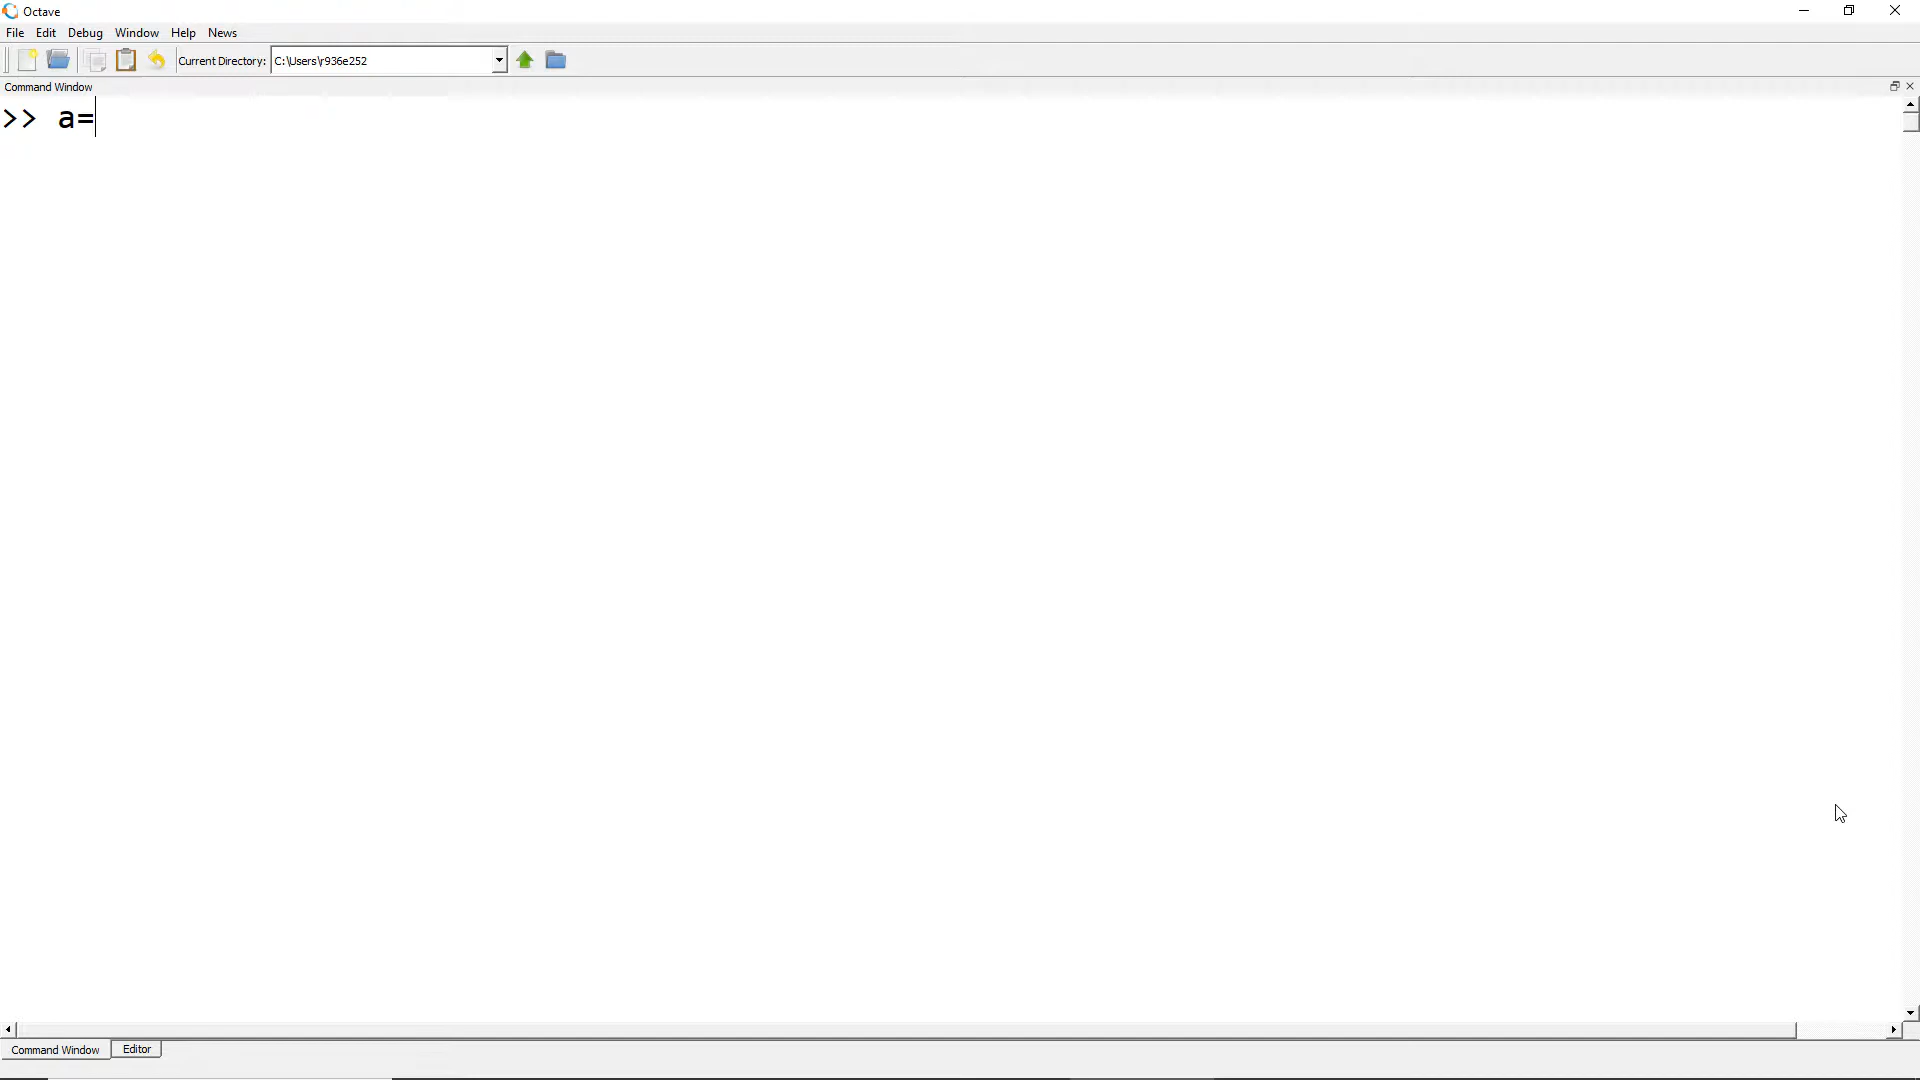 Octave
File Edit Debug Window Help News
Current Directory: C:\Users\r936e252
Command Window
>> a=
Command Window Editor